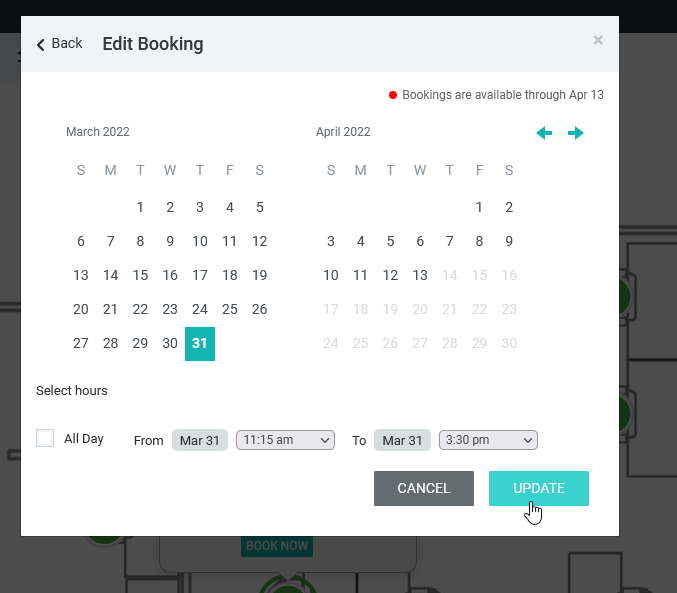 Back Edit Booking ×
Bookings are available through Apr 13
March 2022 April 2022
S M T W T F S S M T W T F S
1 2 3 4 5 1 2
6 7 8 9 10 11 12 3 4 5 6 7 8 9
13 14 15 16 17 18 19 10 11 12 13 14 15 16
20 21 22 23 24 25 26 17 18 19 20 21 22 23
27 28 29 30 31 24 25 26 27 28 29 30
Select hours
All Day From Mar 31 11:15 am To Mar 31 3:30 pm
CANCEL UPDATE
BOOK NOW